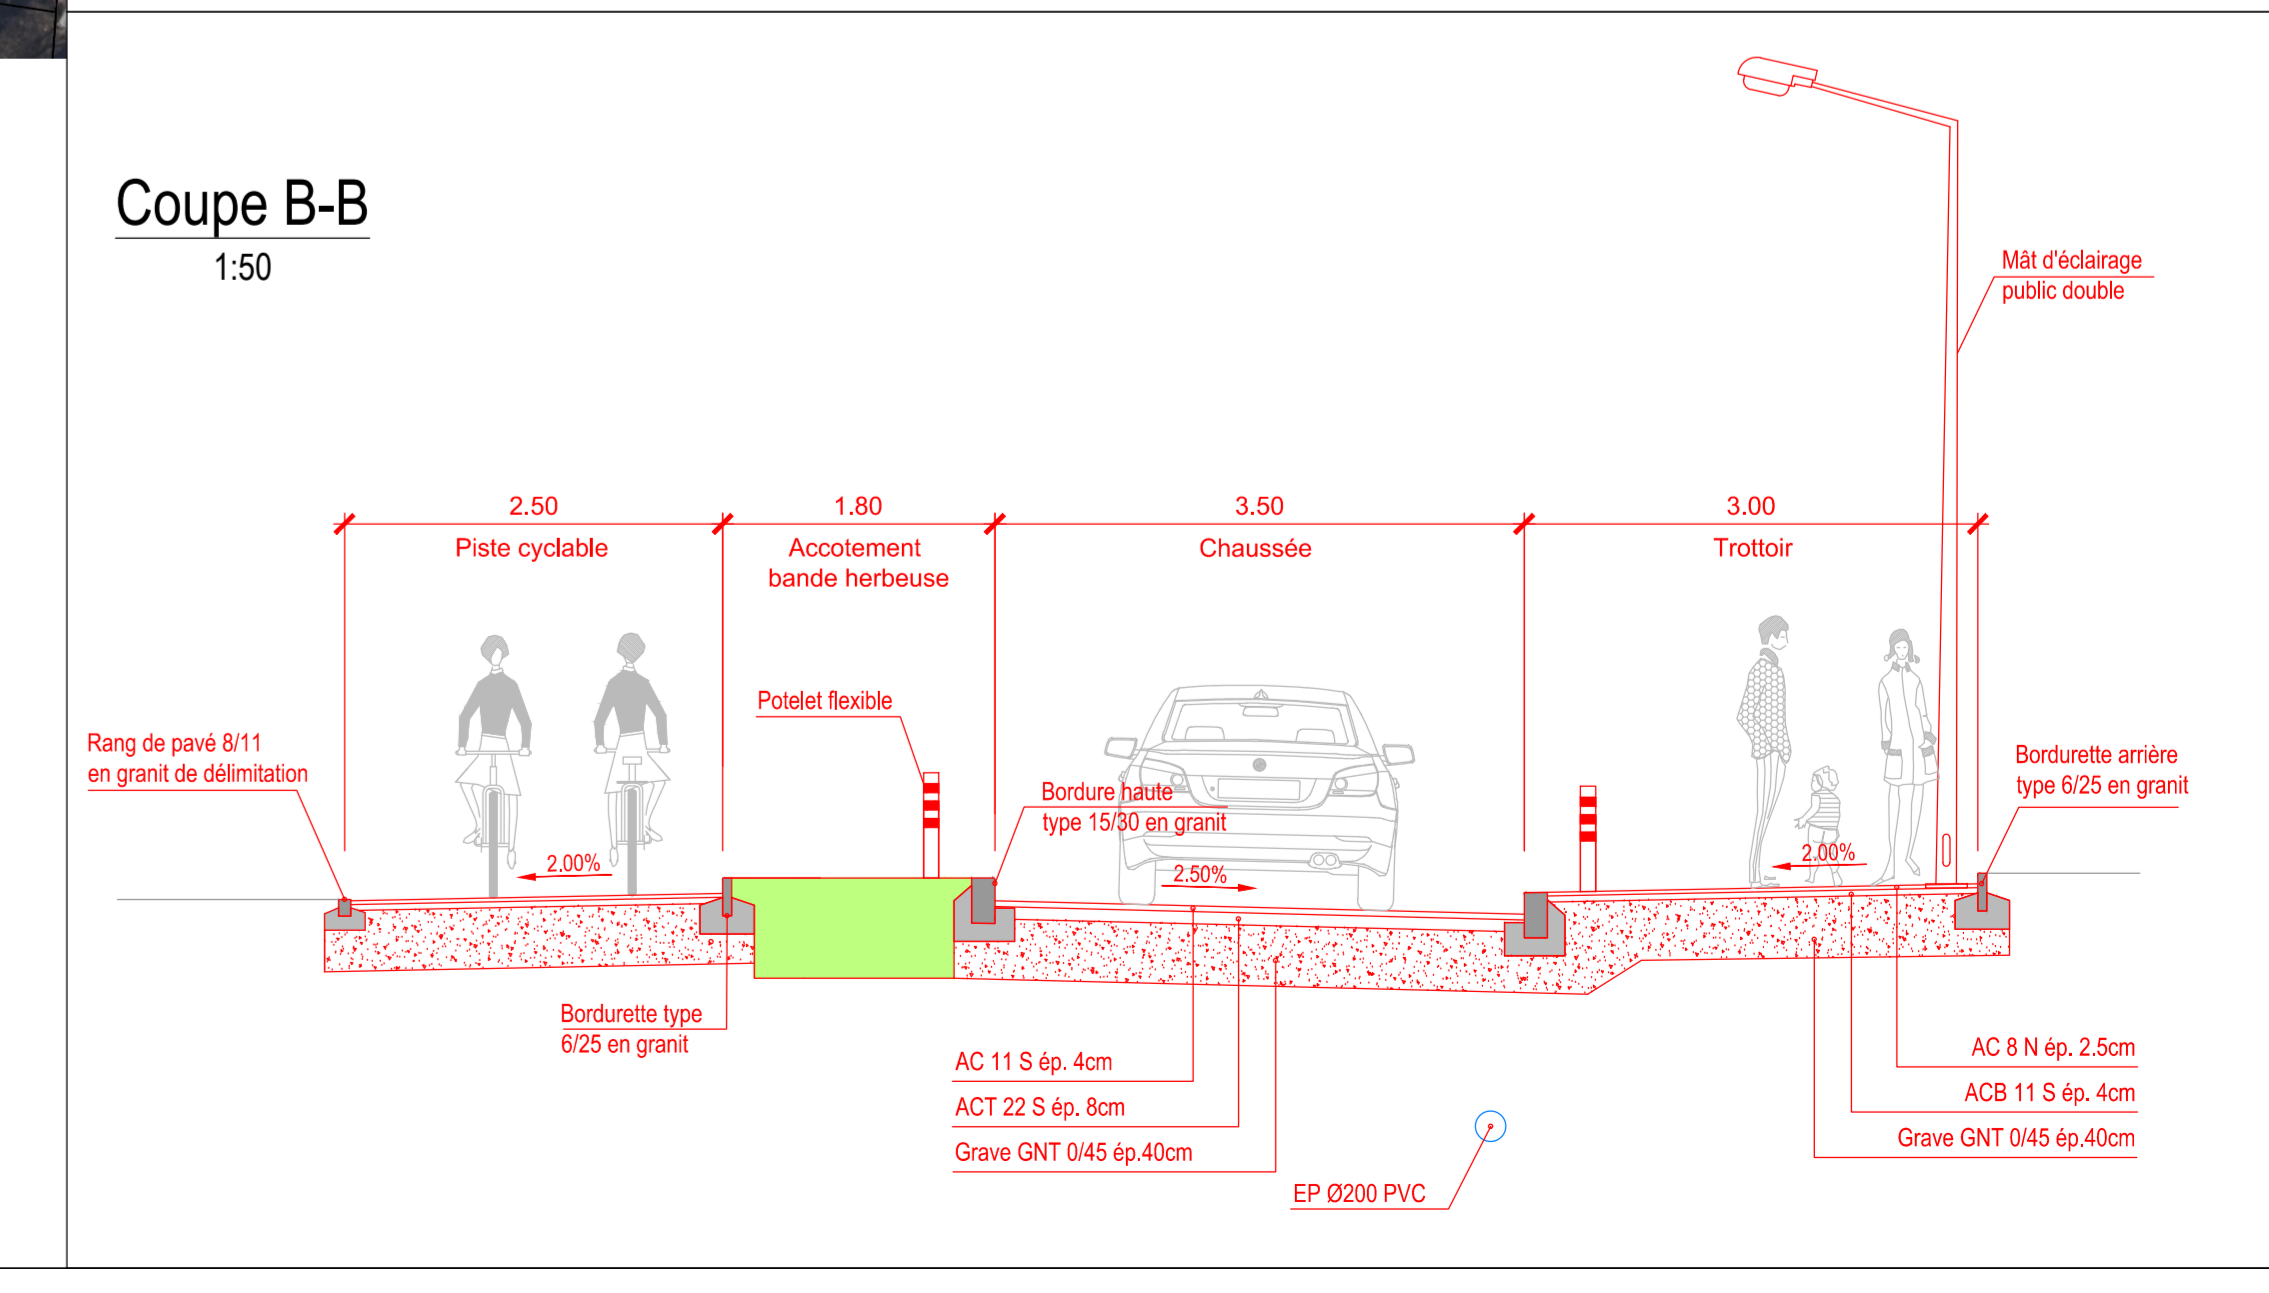 Coupe B-B
1:50
Mât d'éclairage
public double
2.50
1.80
3.50
3.00
Piste cyclable
Accotement
bande herbeuse
Chaussée
Trottoir
Potelet flexible
Rang de pavé 8/11
en granit de délimitation
Bordure haute
type 15/30 en granit
Bordurette arrière
type 6/25 en granit
2.00%
2.50%
2.00%
Bordurette type
6/25 en granit
AC 11 S ép. 4cm
ACT 22 S ép. 8cm
Grave GNT 0/45 ép.40cm
AC 8 N ép. 2.5cm
ACB 11 S ép. 4cm
Grave GNT 0/45 ép.40cm
EP Ø200 PVC